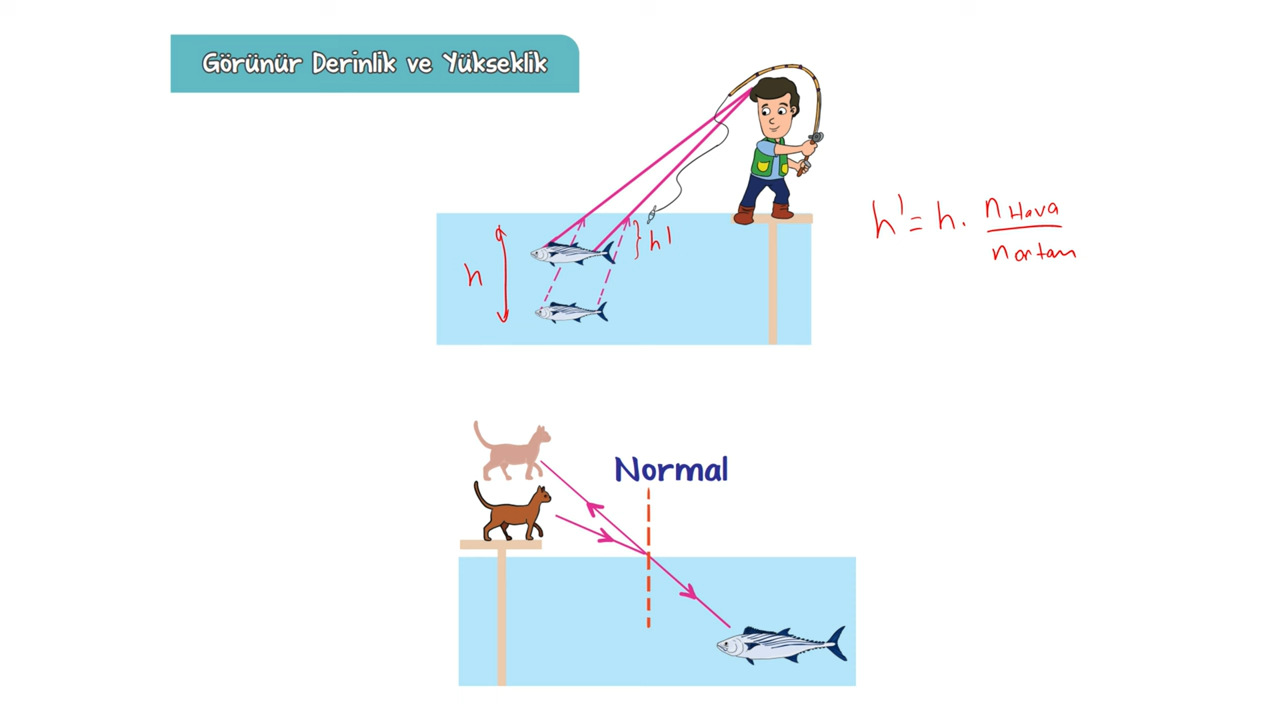 Görünür Derinlik ve Yükseklik
h
h'
h' = h. nHava / nortam
Normal